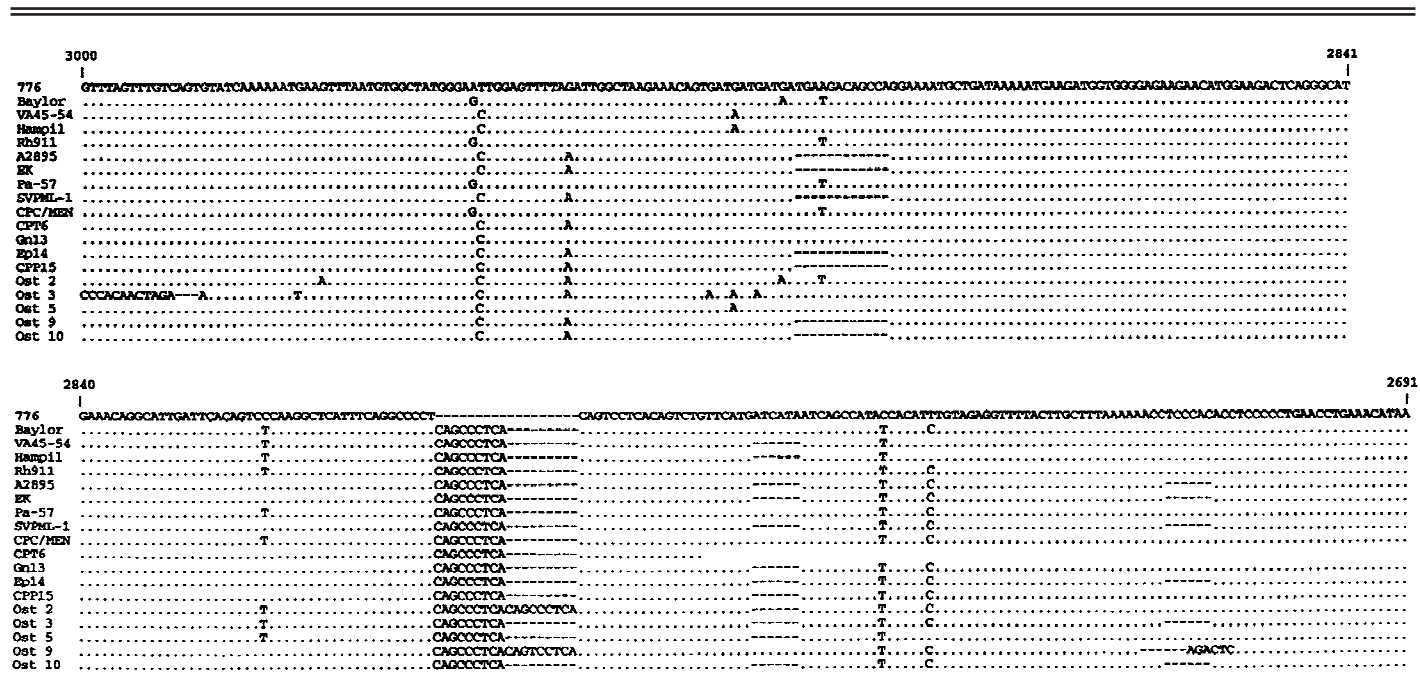 3000 2841
776 GTTTAGTTTGTCAGTGTATCAAAAAATGAAGTTTAATGTGGCTATGGGAATTGGAGTTTTAGATTGGCTAAGAAACAGTGATGATGATGATGAAGACAGCCAGGAAAATGCTGATAAAAATGAAGATGGTGGGGAGAAGAACATGGAAGACTCAGGGCAT
Baylor ...G...A...T...
VA45-54 ...C...A...
Hampil ...C...A...
Rh911 ...G...T...
A2895 ...C...A...------------...
EK ...C...A...------------...
Pa-57 ...G...T...
SVPML-1 ...C...A...------------...
CPC/MEN ...G...T...
CPT6 ...C...A...
Gn13 ...C...
Ep14 ...C...A...------------...
CPP15 ...C...A...------------...
Ost 2 ...A...C...A...A...T...
Ost 3 CCCACAACTAGA---A...T...C...A...A..A..A...
Ost 5 ...C...A...
Ost 9 ...C...A...------------...
Ost 10 ...C...A...------------...
2840 2691
776 GAAACAGGCATTGATTCACAGTCCCAAGGCTCATTTCAGGCCCCT------------------CAGTCCTCACAGTCTGTTCATGATCATAATCAGCCATACCACATTTGTAGAGGTTTTACTTGCTTTAAAAAACCTCCCACACCTCCCCCTGAACCTGAAACATAA
Baylor ...T...CAGCCCTCA---------...T...C...
VA45-54 ...T...CAGCCCTCA---------...------...T...
Hampil ...T...CAGCCCTCA---------...------...T...
Rh911 ...T...CAGCCCTCA---------...T...C...
A2895 ...CAGCCCTCA---------...------...T...C...------...
EK ...CAGCCCTCA---------...------...T...C...------...
Pa-57 ...T...CAGCCCTCA---------...T...C...
SVPML-1 ...CAGCCCTCA---------...------...T...C...------...
CPC/MEN ...T...CAGCCCTCA---------...T...C...
CPT6 ...CAGCCCTCA---------...
Gn13 ...CAGCCCTCA---------...------...T...C...
Ep14 ...CAGCCCTCA---------...------...T...C...------...
CPP15 ...CAGCCCTCA---------...------...T...C...
Ost 2 ...T...CAGCCCTCACAGCCCTCA...------...T...C...------...
Ost 3 ...T...CAGCCCTCA---------...------...T...C...------...
Ost 5 ...T...CAGCCCTCA---------...------...T...
Ost 9 ...CAGCCCTCACAGTCCTCA...------...T...C...------AGACTC...
Ost 10 ...CAGCCCTCA---------...------...T...C...------...